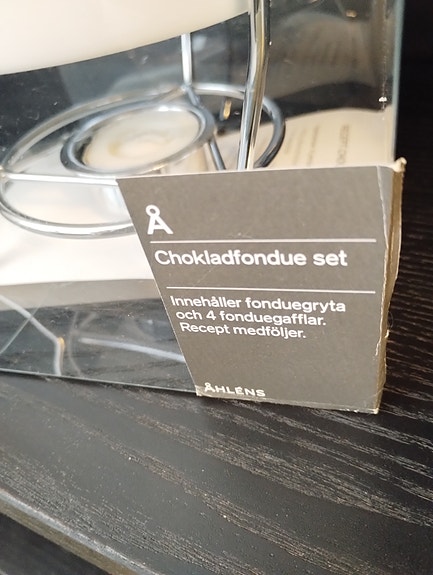 Å
Chokladfondue set
Innehåller fonduegryta
och 4 fonduegafflar.
Recept medföljer.
ÅHLÉNS